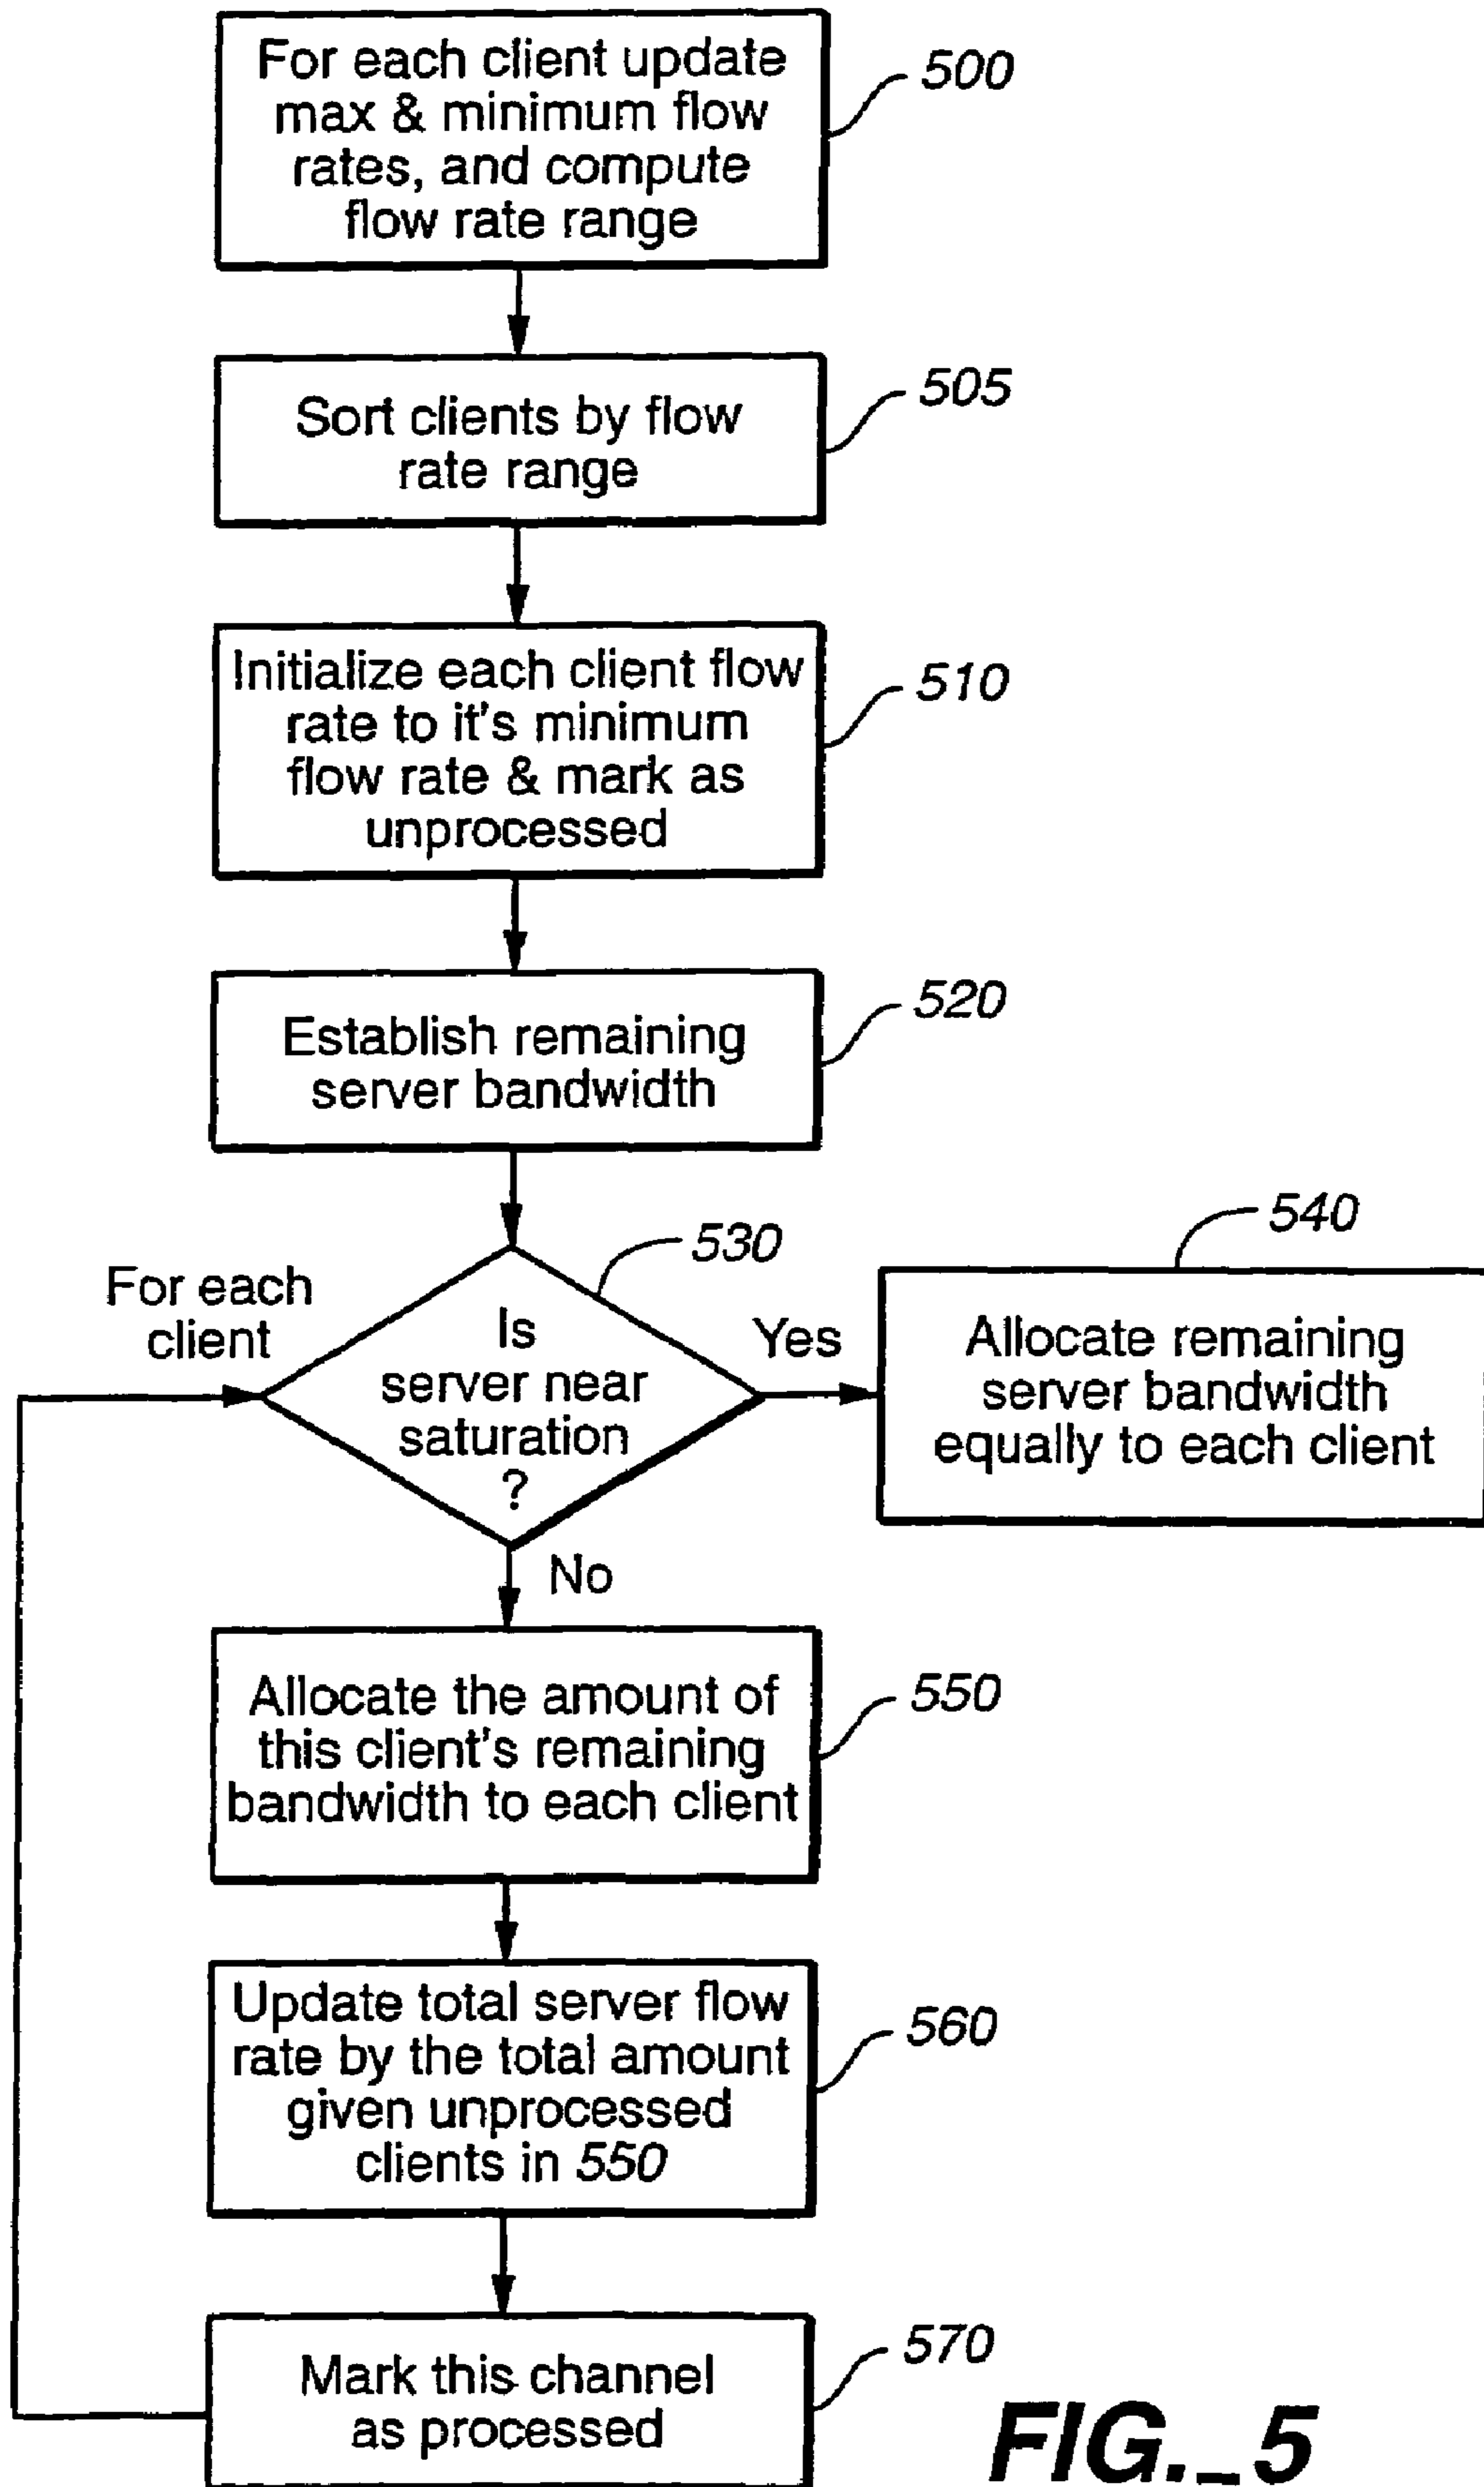 For each client update
max & minimum flow
rates, and compute
flow rate range
500
Sort clients by flow
rate range
505
Initialize each client flow
rate to it's minimum
flow rate & mark as
unprocessed
510
Establish remaining
server bandwidth
520
For each
client
Is
server near
saturation
?
530
Yes
Allocate remaining
server bandwidth
equally to each client
540
No
Allocate the amount of
this client's remaining
bandwidth to each client
550
Update total server flow
rate by the total amount
given unprocessed
clients in 550
560
Mark this channel
as processed
570
FIG._5